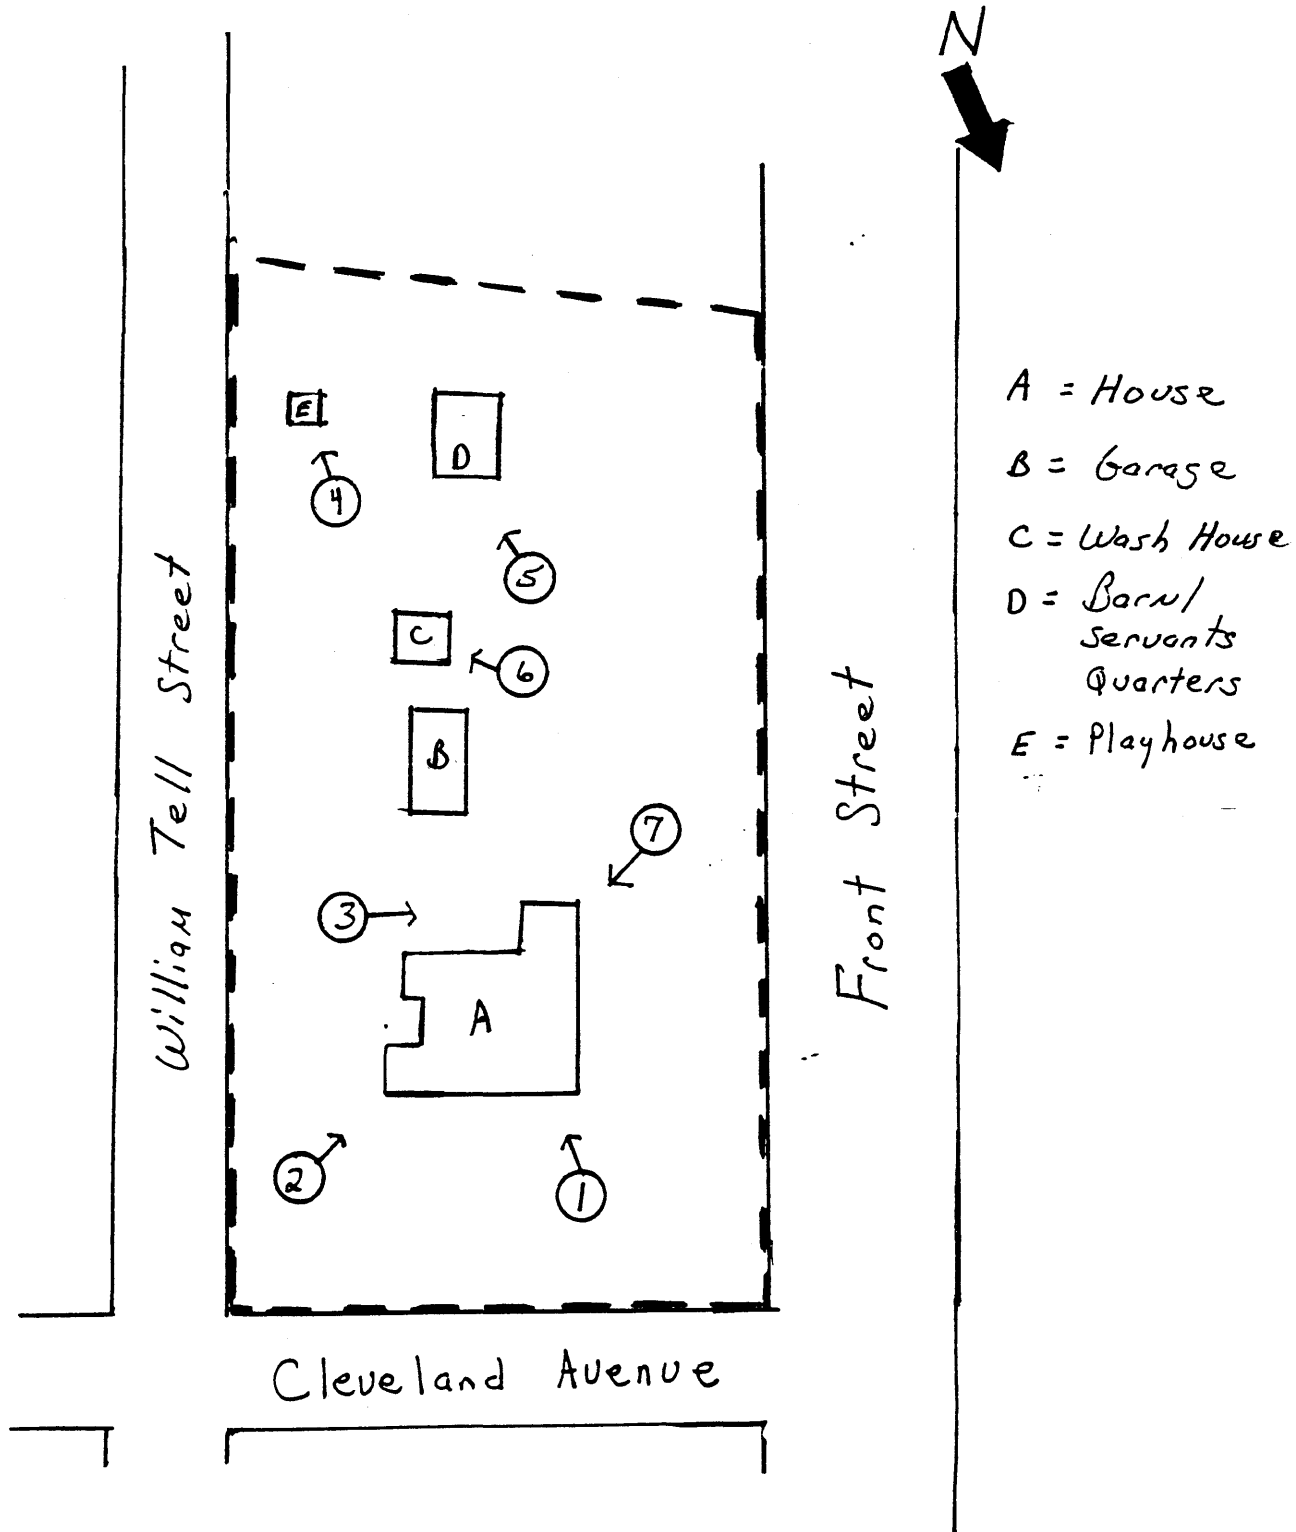 N
A = House
B = Garage
C = Wash House
D = Barn/
Servants
Quarters
E = Playhouse
E
D
4
5
C
6
B
7
3
A
2
1
William Tell Street
Front Street
Cleveland Avenue